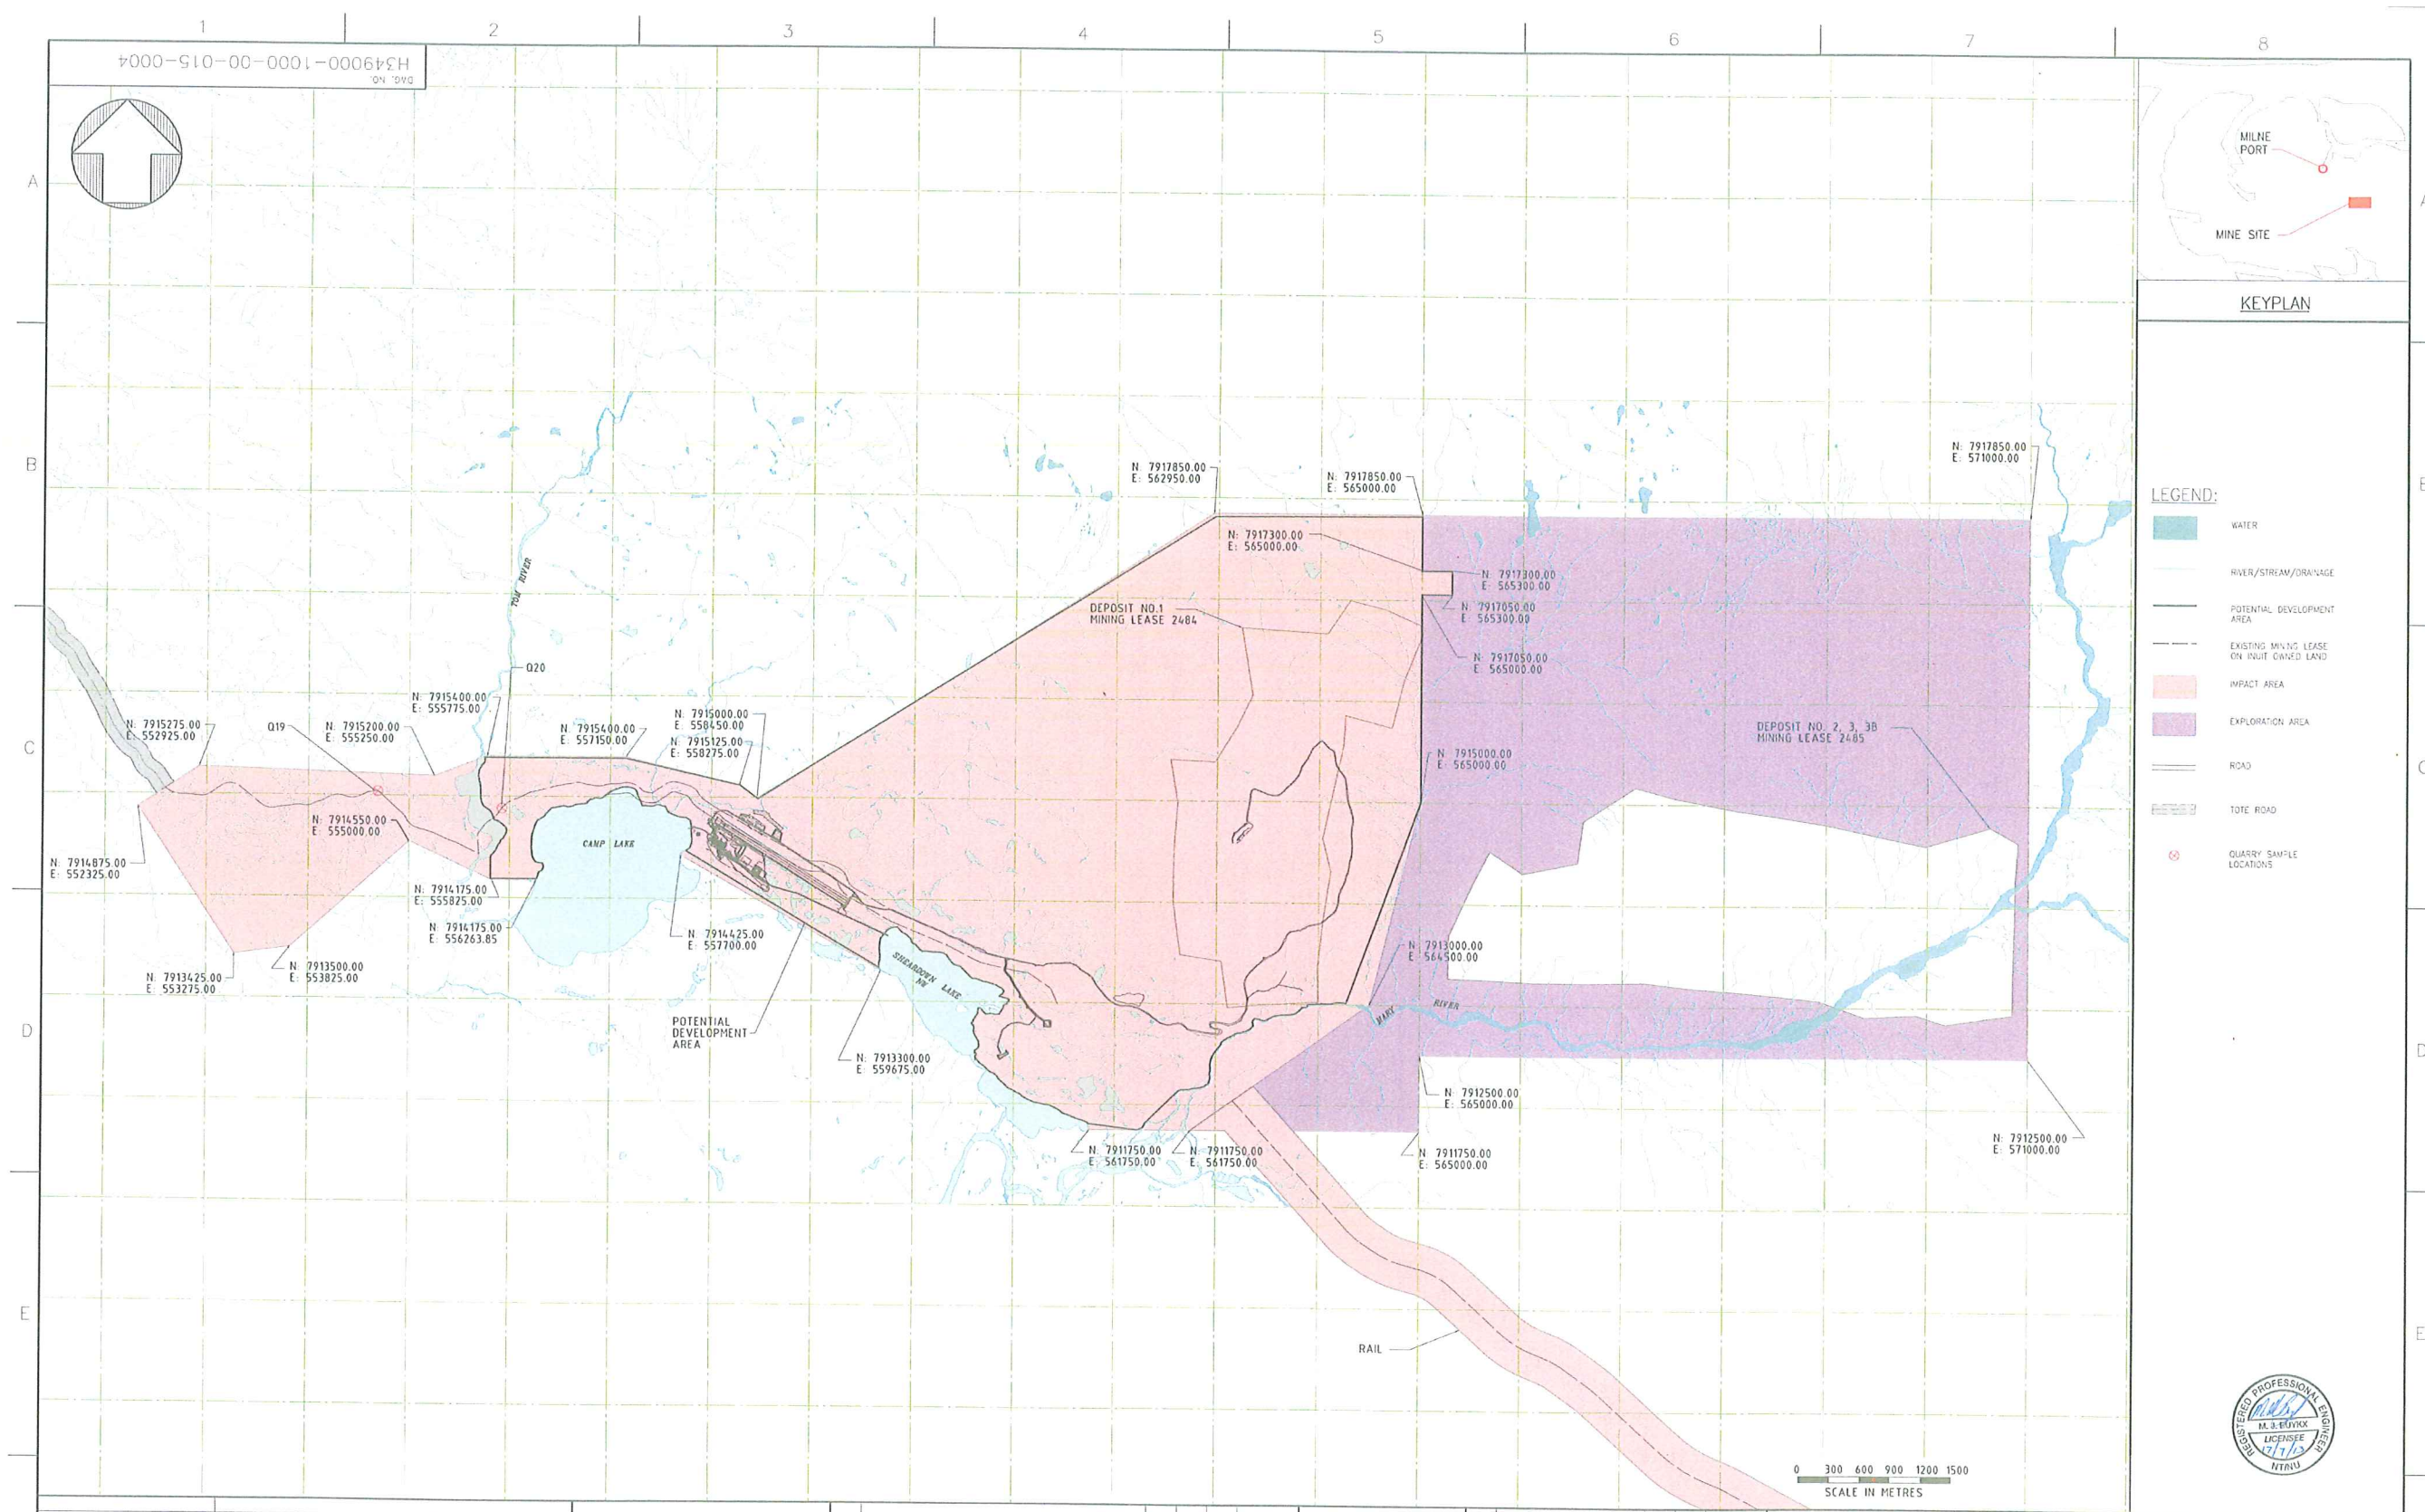 1 2 3 4 5 6 7 8
DWG. NO.
H349000-1000-00-015-0004
A
B
C
D
E
MILNE
PORT
MINE SITE
KEYPLAN
LEGEND:
WATER
RIVER/STREAM/DRAINAGE
POTENTIAL DEVELOPMENT
AREA
EXISTING MINING LEASE
ON INUIT OWNED LAND
IMPACT AREA
EXPLORATION AREA
ROAD
TOTE ROAD
QUARRY SAMPLE
LOCATIONS
N: 7917850.00
E: 562950.00
N: 7917850.00
E: 565000.00
N: 7917850.00
E: 571000.00
N: 7917300.00
E: 565000.00
N: 7917300.00
E: 565300.00
N: 7917050.00
E: 565300.00
N: 7917050.00
E: 565000.00
DEPOSIT NO.1
MINING LEASE 2484
TOM RIVER
Q20
N: 7915400.00
E: 555775.00
N: 7915275.00
E: 552925.00
Q19
N: 7915200.00
E: 555250.00
N: 7915400.00
E: 557150.00
N: 7915000.00
E: 558450.00
N: 7915125.00
E: 558275.00
N: 7915000.00
E: 565000.00
DEPOSIT NO. 2, 3, 3B
MINING LEASE 2485
N: 7914550.00
E: 555000.00
CAMP LAKE
N: 7914875.00
E: 552325.00
N: 7914175.00
E: 555825.00
N: 7914175.00
E: 556263.85
N: 7914425.00
E: 557700.00
N: 7913425.00
E: 553275.00
N: 7913500.00
E: 553825.00
SHEARDOWN LAKE
NW
N: 7913000.00
E: 564500.00
MARY RIVER
POTENTIAL
DEVELOPMENT
AREA
N: 7913300.00
E: 559675.00
N: 7912500.00
E: 565000.00
N: 7911750.00
E: 561750.00
N: 7911750.00
E: 561750.00
N: 7911750.00
E: 565000.00
N: 7912500.00
E: 571000.00
RAIL
0 300 600 900 1200 1500
SCALE IN METRES
REGISTERED PROFESSIONAL ENGINEER
M. J. BUYKX
LICENSEE
17/7/13
NT/NU
A
E
C
D
E